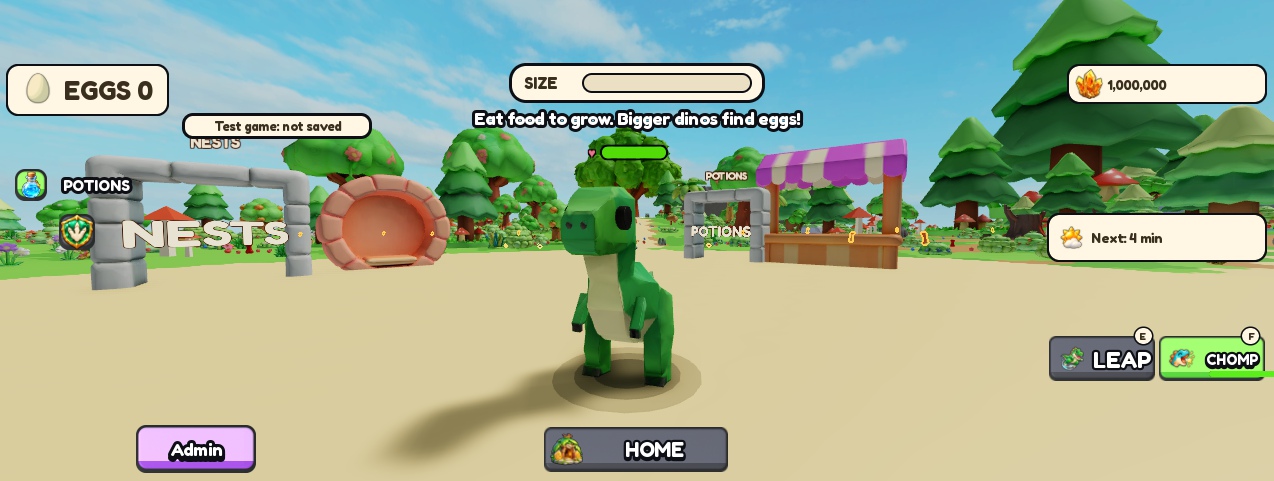 EGGS 0
SIZE
1,000,000
Eat food to grow. Bigger dinos find eggs!
Test game: not saved
NESTS
POTIONS
POTIONS
NESTS
POTIONS
Next: 4 min
E
F
LEAP
CHOMP
Admin
HOME